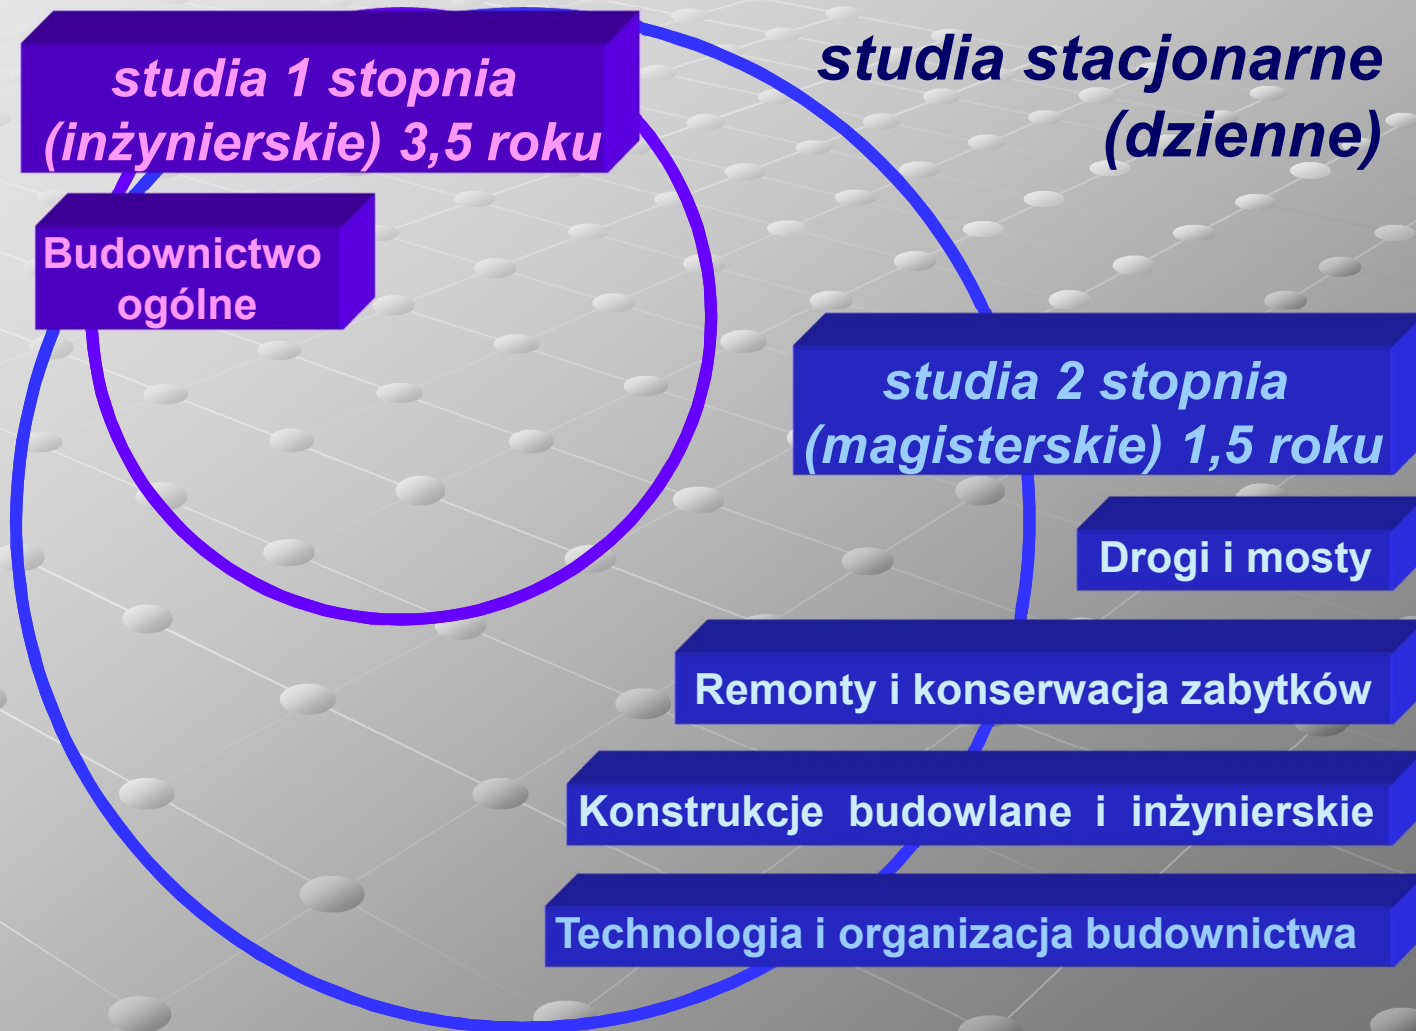 studia 1 stopnia
(inżynierskie) 3,5 roku
studia stacjonarne
(dzienne)
Budownictwo
ogólne
studia 2 stopnia
(magisterskie) 1,5 roku
Drogi i mosty
Remonty i konserwacja zabytków
Konstrukcje budowlane i inżynierskie
Technologia i organizacja budownictwa